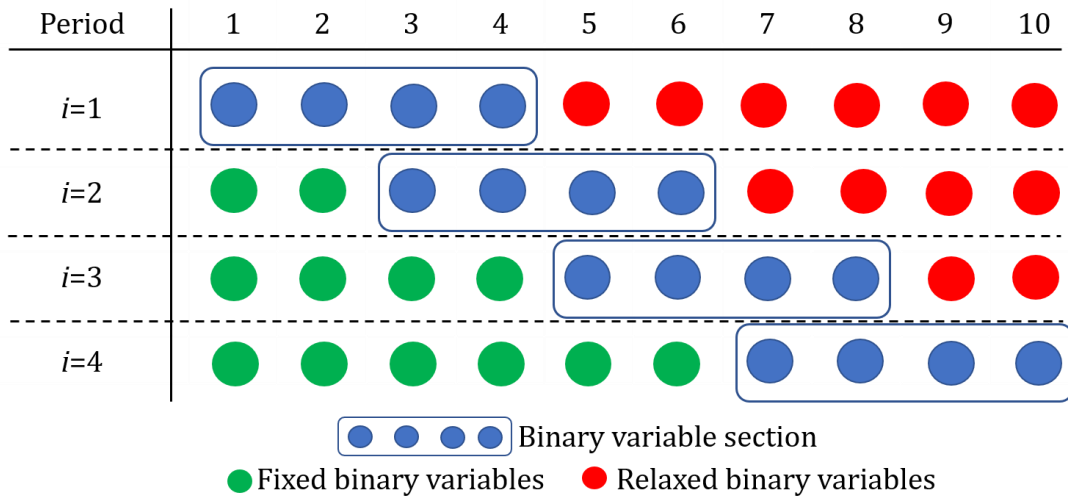 Period 1 2 3 4 5 6 7 8 9 10
i=1
i=2
i=3
i=4
Binary variable section
Fixed binary variables Relaxed binary variables